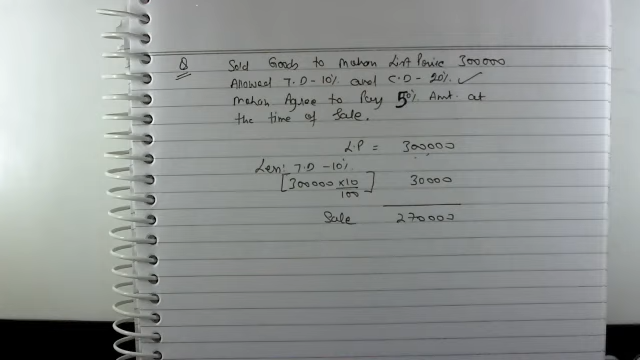 Q Sold Goods to Mohan List Price 300000
Allowed T.D-10% and C.D-20% ✓
Mohan Agree to Pay 50% Amt. at
the time of Sale.
L.P = 300000
Less: T.D-10%
[300000 × 10/100] 30000
Sale 270000